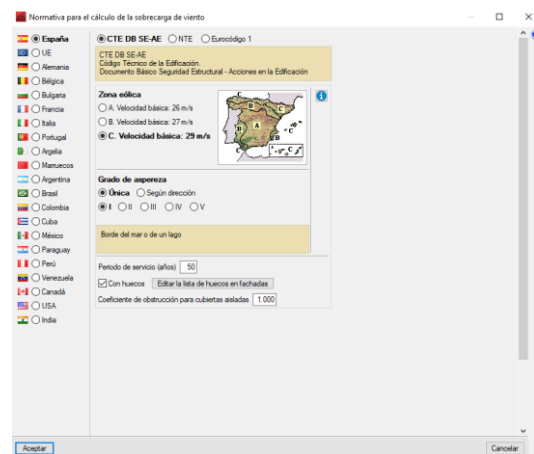 Normativa para el cálculo de la sobrecarga de viento
España
UE
Alemania
Bélgica
Bulgaria
Francia
Italia
Portugal
Argelia
Marruecos
Argentina
Brasil
Colombia
Cuba
México
Paraguay
Perú
Venezuela
Canadá
USA
India
CTE DB SE-AE NTE Eurocódigo 1
CTE DB SE-AE
Código Técnico de la Edificación.
Documento Básico Seguridad Estructural - Acciones en la Edificación
Zona eólica
A. Velocidad básica: 26 m/s
B. Velocidad básica: 27 m/s
C. Velocidad básica: 29 m/s
C
B
C
A
B
C
B
C
C
Grado de aspereza
Única Según dirección
I II III IV V
Borde del mar o de un lago
Periodo de servicio (años) 50
Con huecos Editar la lista de huecos en fachadas
Coeficiente de obstrucción para cubiertas aisladas 1.000
Aceptar Cancelar